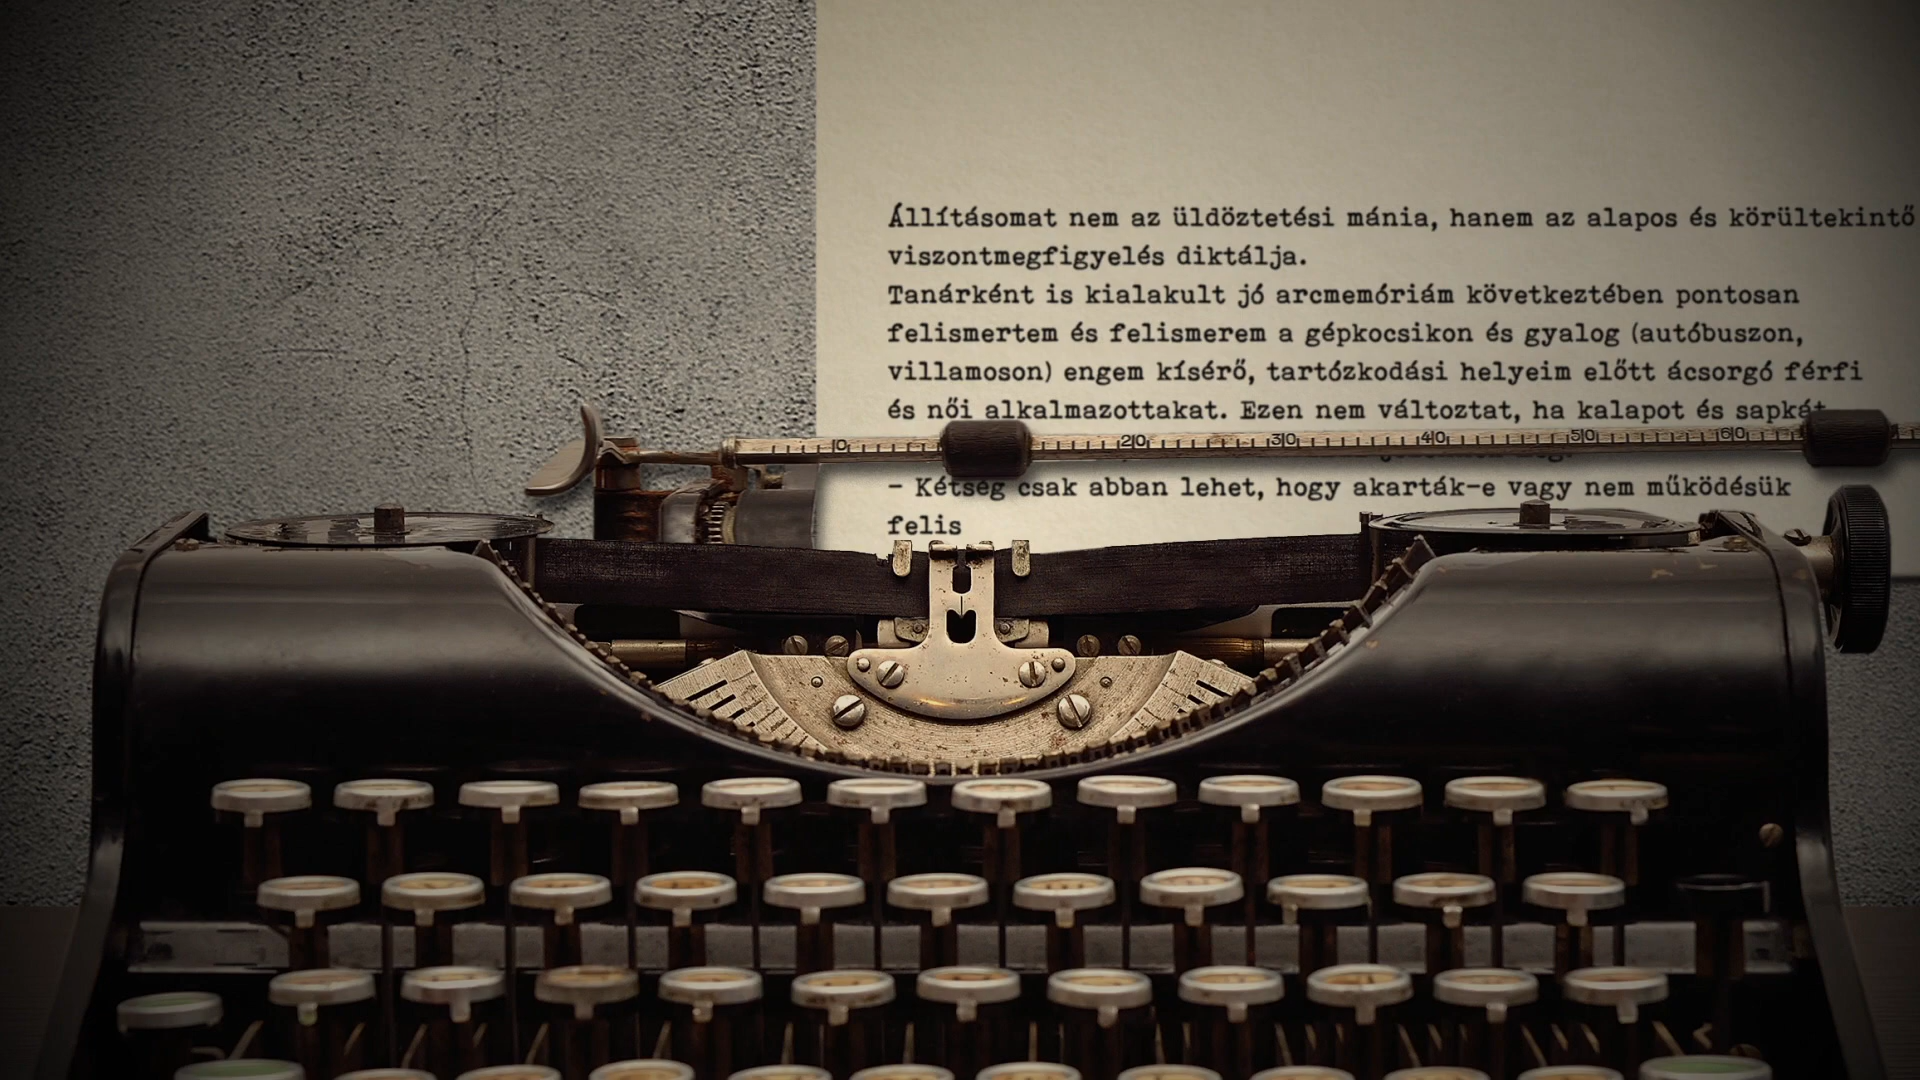 Állításomat nem az üldöztetési mánia, hanem az alapos és körültekintő
viszontmegfigyelés diktálja.
Tanárként is kialakult jó arcmemóriám következtében pontosan
felismertem és felismerem a gépkocsikon és gyalog (autóbuszon,
villamoson) engem kísérő, tartózkodási helyeim előtt ácsorgó férfi
és női alkalmazottakat. Ezen nem változtat, ha kalapot és sapkát
10 20 30 40 50 60
- Kétség csak abban lehet, hogy akarták-e vagy nem működésük
felis